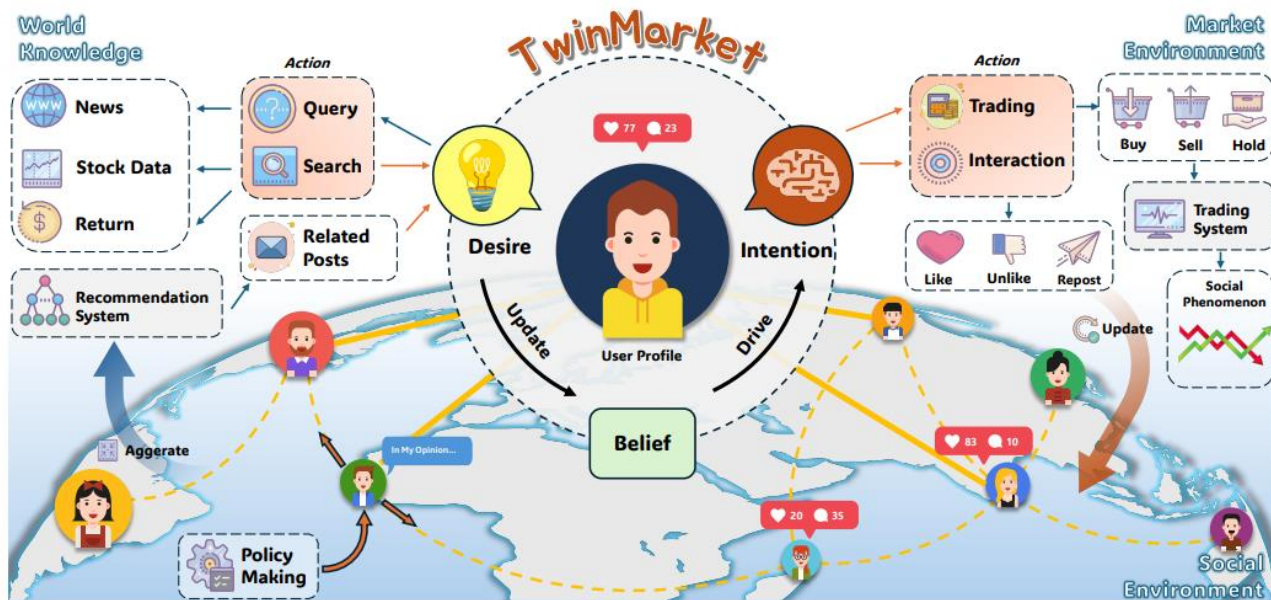 World
Knowledge
TwinMarket
Market
Environment
Action
News
Query
Stock Data
Search
Return
Related
Posts
Recommendation
System
77
23
Desire
Intention
Update
Drive
User Profile
Belief
Action
Trading
Interaction
Buy
Sell
Hold
Like
Unlike
Repost
Trading
System
Social
Phenomenon
Update
WWW
$
?
Aggerate
In My Opinion...
83
10
20
35
Policy
Making
Social
Environment